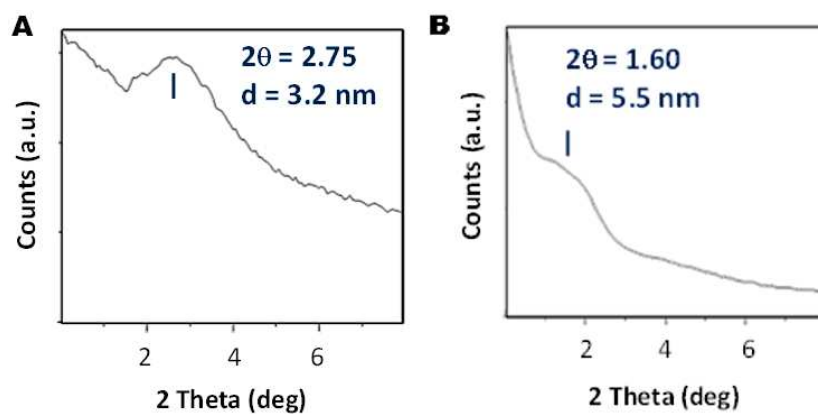 A
2θ = 2.75
d = 3.2 nm
Counts (a.u.)
2 4 6
2 Theta (deg)
B
2θ = 1.60
d = 5.5 nm
Counts (a.u.)
2 4 6
2 Theta (deg)